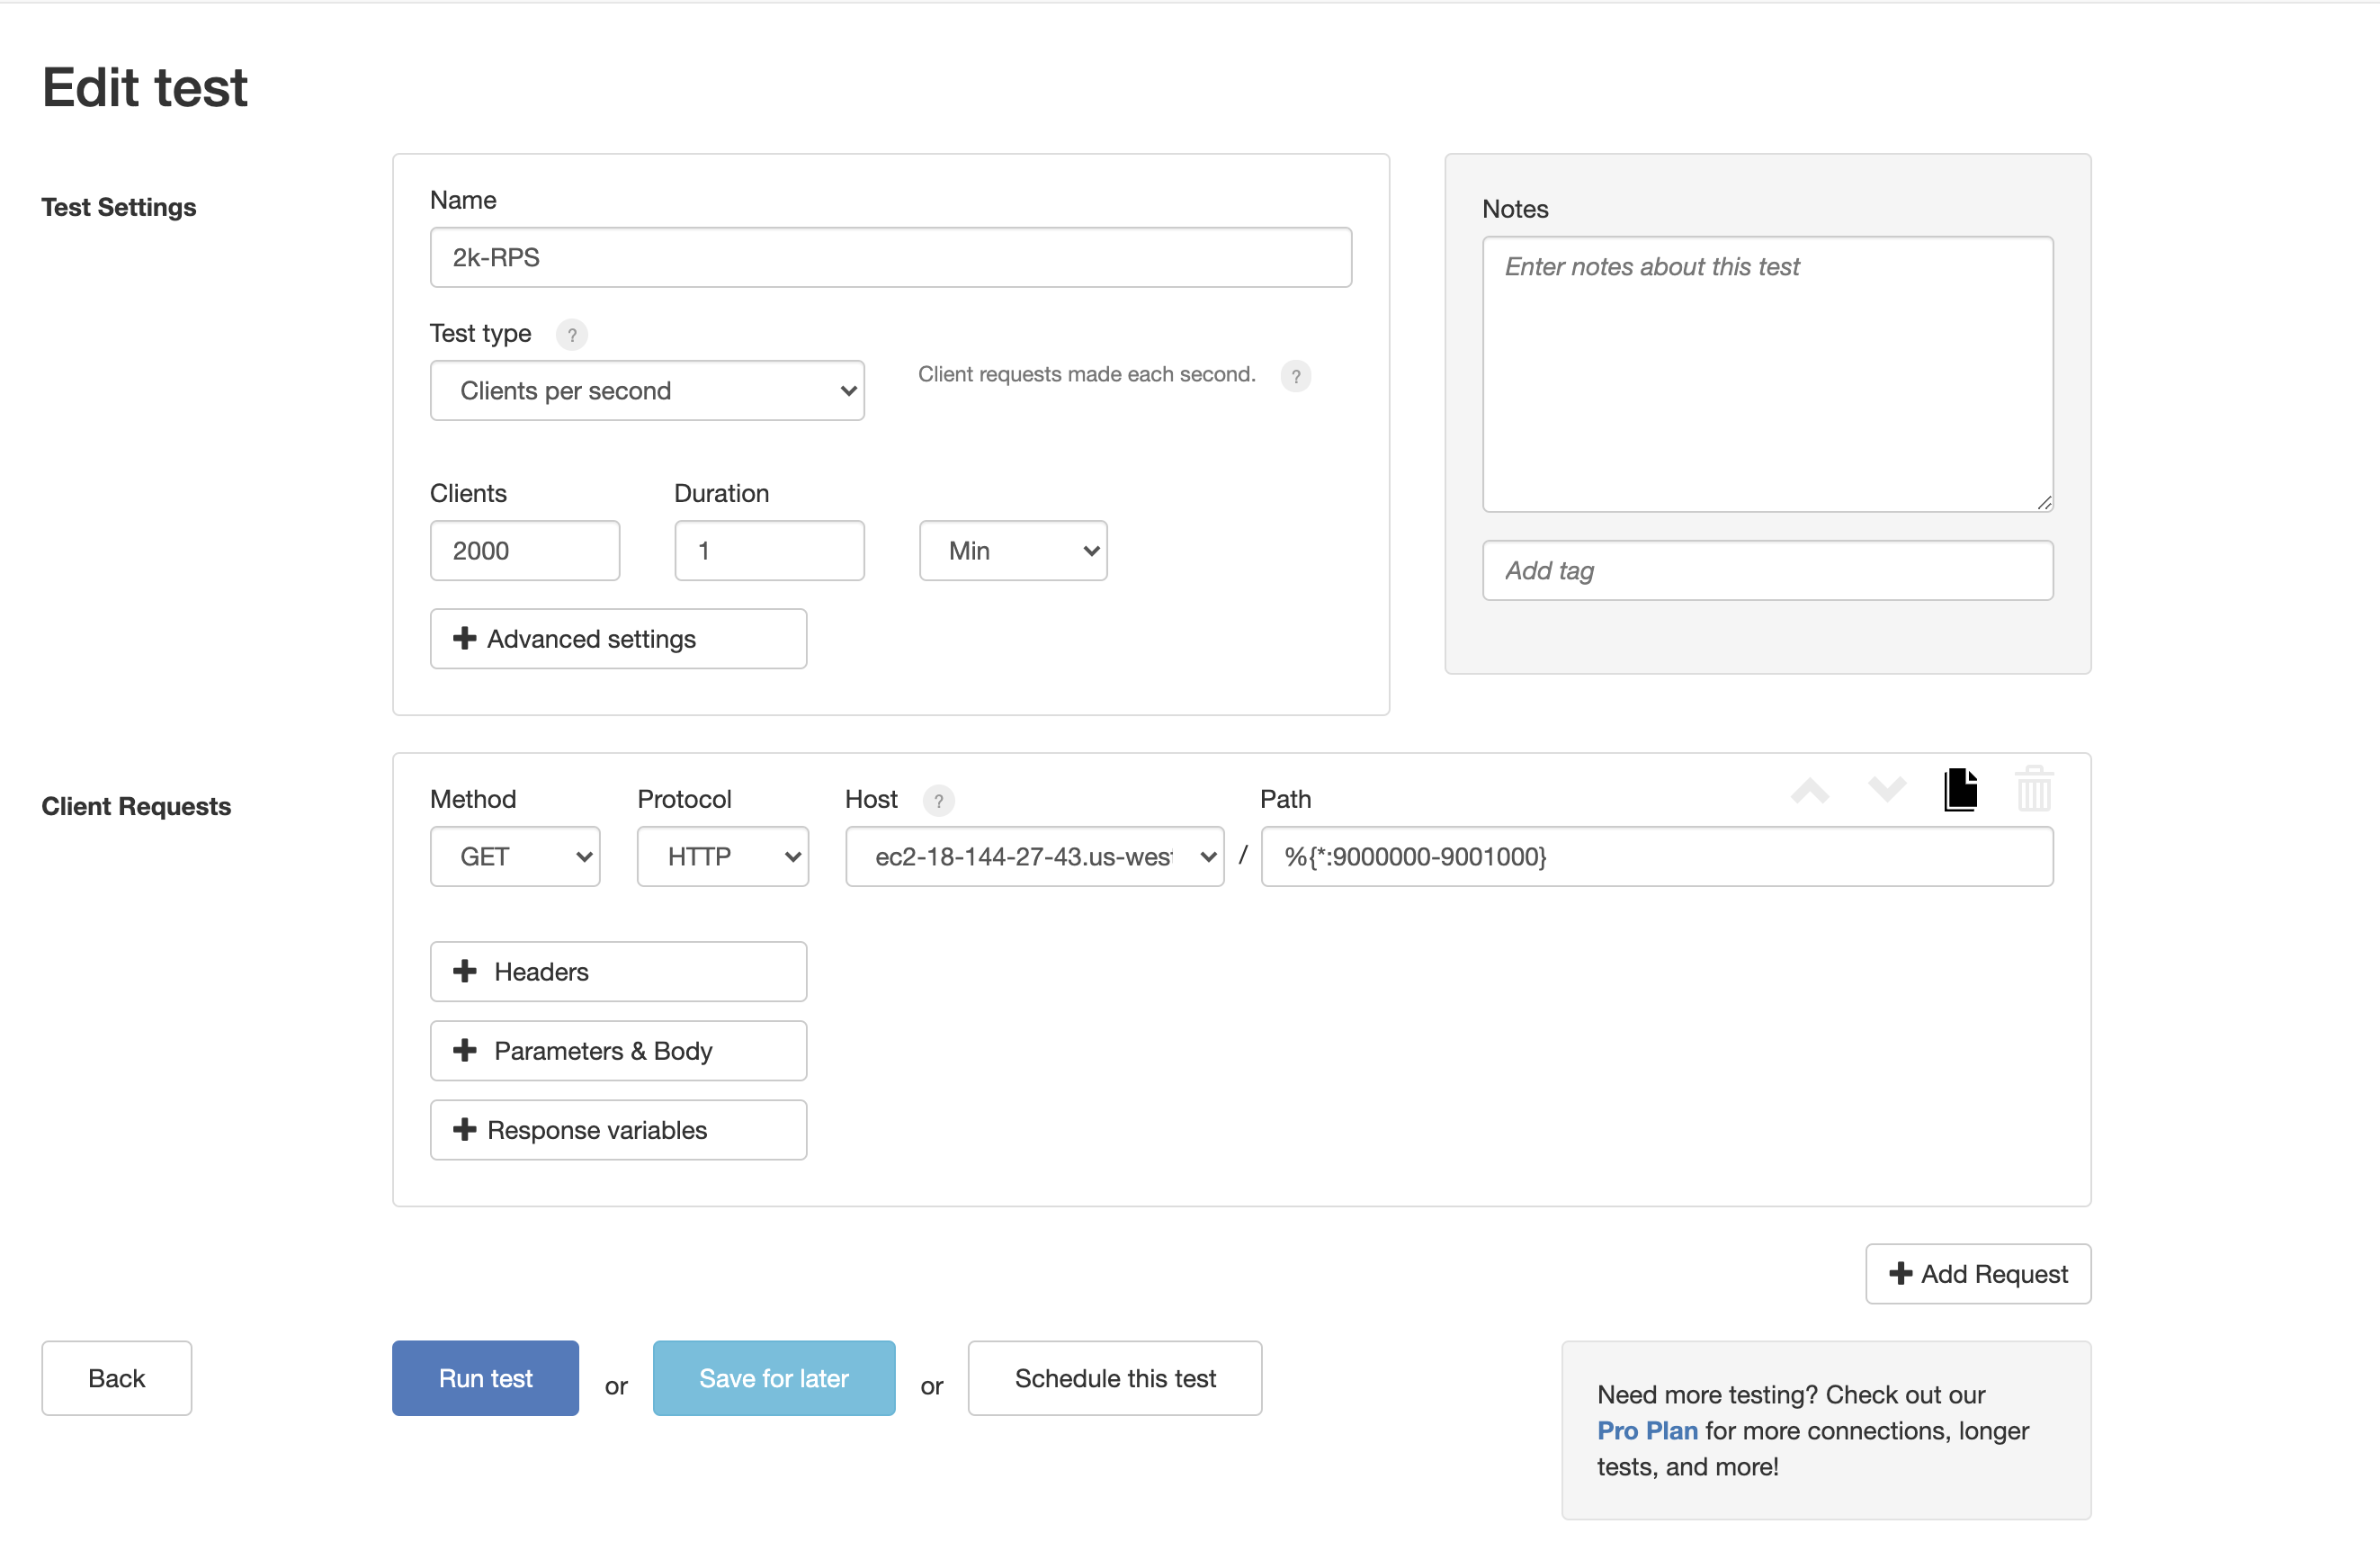 Edit test
Test Settings
Name
2k-RPS
Test type ?
Clients per second
Client requests made each second. ?
Clients Duration
2000 1 Min
Advanced settings
Notes
Enter notes about this test
Add tag
Client Requests
Method Protocol Host ? Path
GET HTTP ec2-18-144-27-43.us-west / %{*:9000000-9001000}
Headers
Parameters & Body
Response variables
Add Request
Back Run test or Save for later or Schedule this test
Need more testing? Check out our
Pro Plan for more connections, longer
tests, and more!